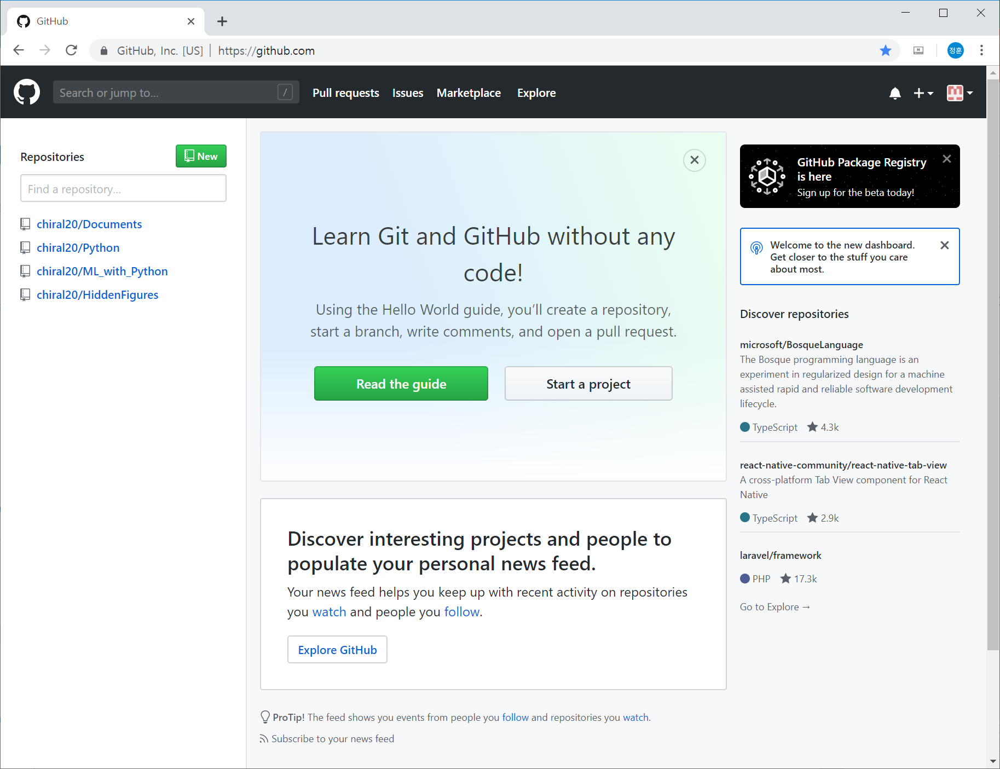 GitHub
GitHub, Inc. [US] | https://github.com
정훈
Search or jump to... /
Pull requests Issues Marketplace Explore
Repositories
New
Find a repository...
chiral20/Documents
chiral20/Python
chiral20/ML_with_Python
chiral20/HiddenFigures
Learn Git and GitHub without any
code!
Using the Hello World guide, you’ll create a repository,
start a branch, write comments, and open a pull request.
Read the guide
Start a project
Discover interesting projects and people to
populate your personal news feed.
Your news feed helps you keep up with recent activity on repositories
you watch and people you follow.
Explore GitHub
ProTip! The feed shows you events from people you follow and repositories you watch.
Subscribe to your news feed
GitHub Package Registry
is here
Sign up for the beta today!
Welcome to the new dashboard.
Get closer to the stuff you care
about most.
Discover repositories
microsoft/BosqueLanguage
The Bosque programming language is an
experiment in regularized design for a machine
assisted rapid and reliable software development
lifecycle.
TypeScript 4.3k
react-native-community/react-native-tab-view
A cross-platform Tab View component for React
Native
TypeScript 2.9k
laravel/framework
PHP 17.3k
Go to Explore →